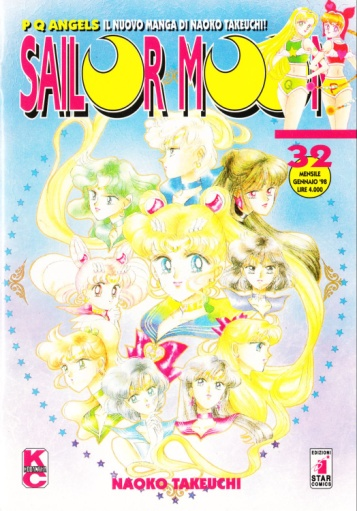 P Q ANGELS IL NUOVO MANGA DI NAOKO TAKEUCHI!
SAILOR MOON
32
MENSILE
GENNAIO '98
LIRE 4.000
K
C
NAOKO TAKEUCHI
EDIZIONI
STAR
COMICS